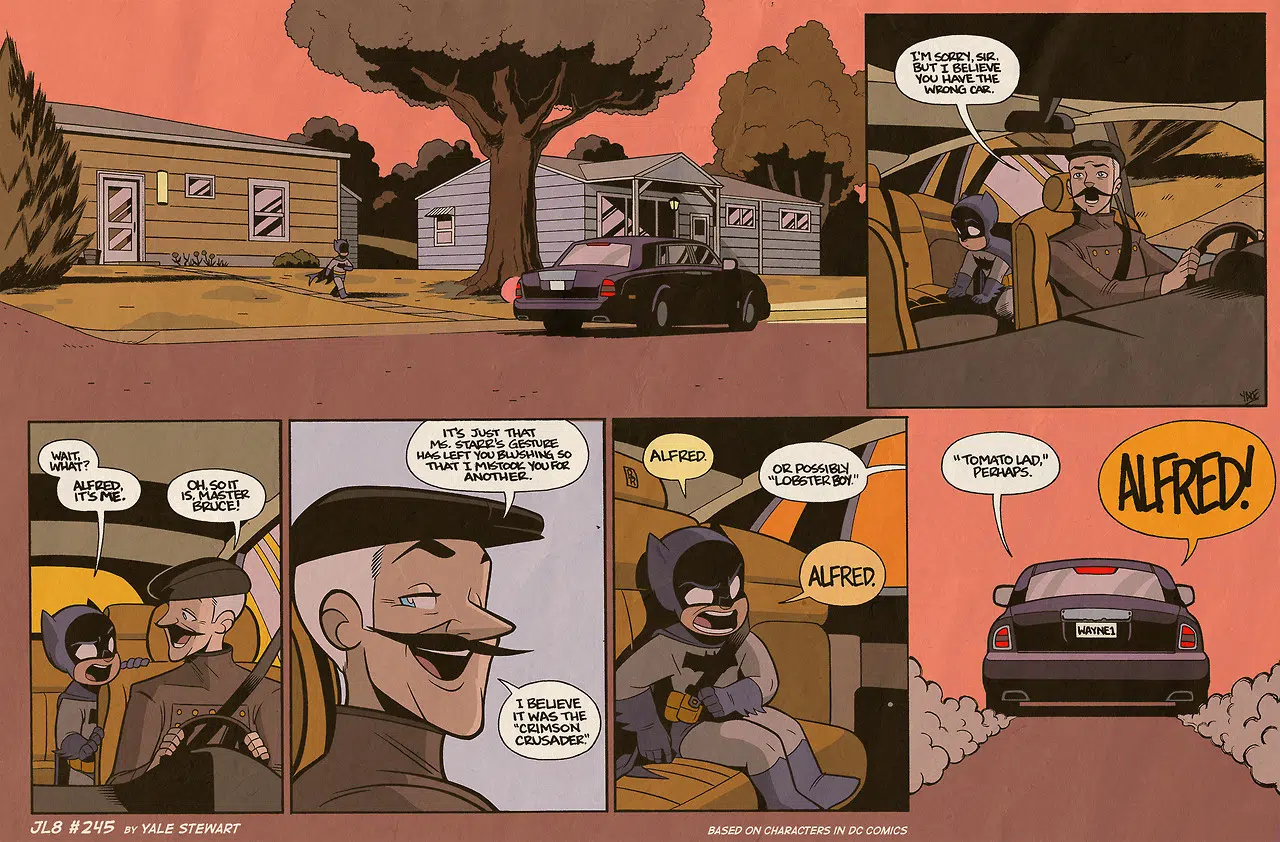 I'M SORRY, SIR,
BUT I BELIEVE
YOU HAVE THE
WRONG CAR.
WAIT,
WHAT?
ALFRED,
IT'S ME.
OH, SO IT
IS, MASTER
BRUCE!
IT'S JUST THAT
MS. STARR'S GESTURE
HAS LEFT YOU BLUSHING SO
THAT I MISTOOK YOU FOR
ANOTHER.
I BELIEVE
IT WAS THE
"CRIMSON
CRUSADER."
ALFRED.
OR POSSIBLY
"LOBSTER BOY."
ALFRED.
"TOMATO LAD,"
PERHAPS.
ALFRED!
WAYNE1
JL8 #245 BY YALE STEWART
BASED ON CHARACTERS IN DC COMICS